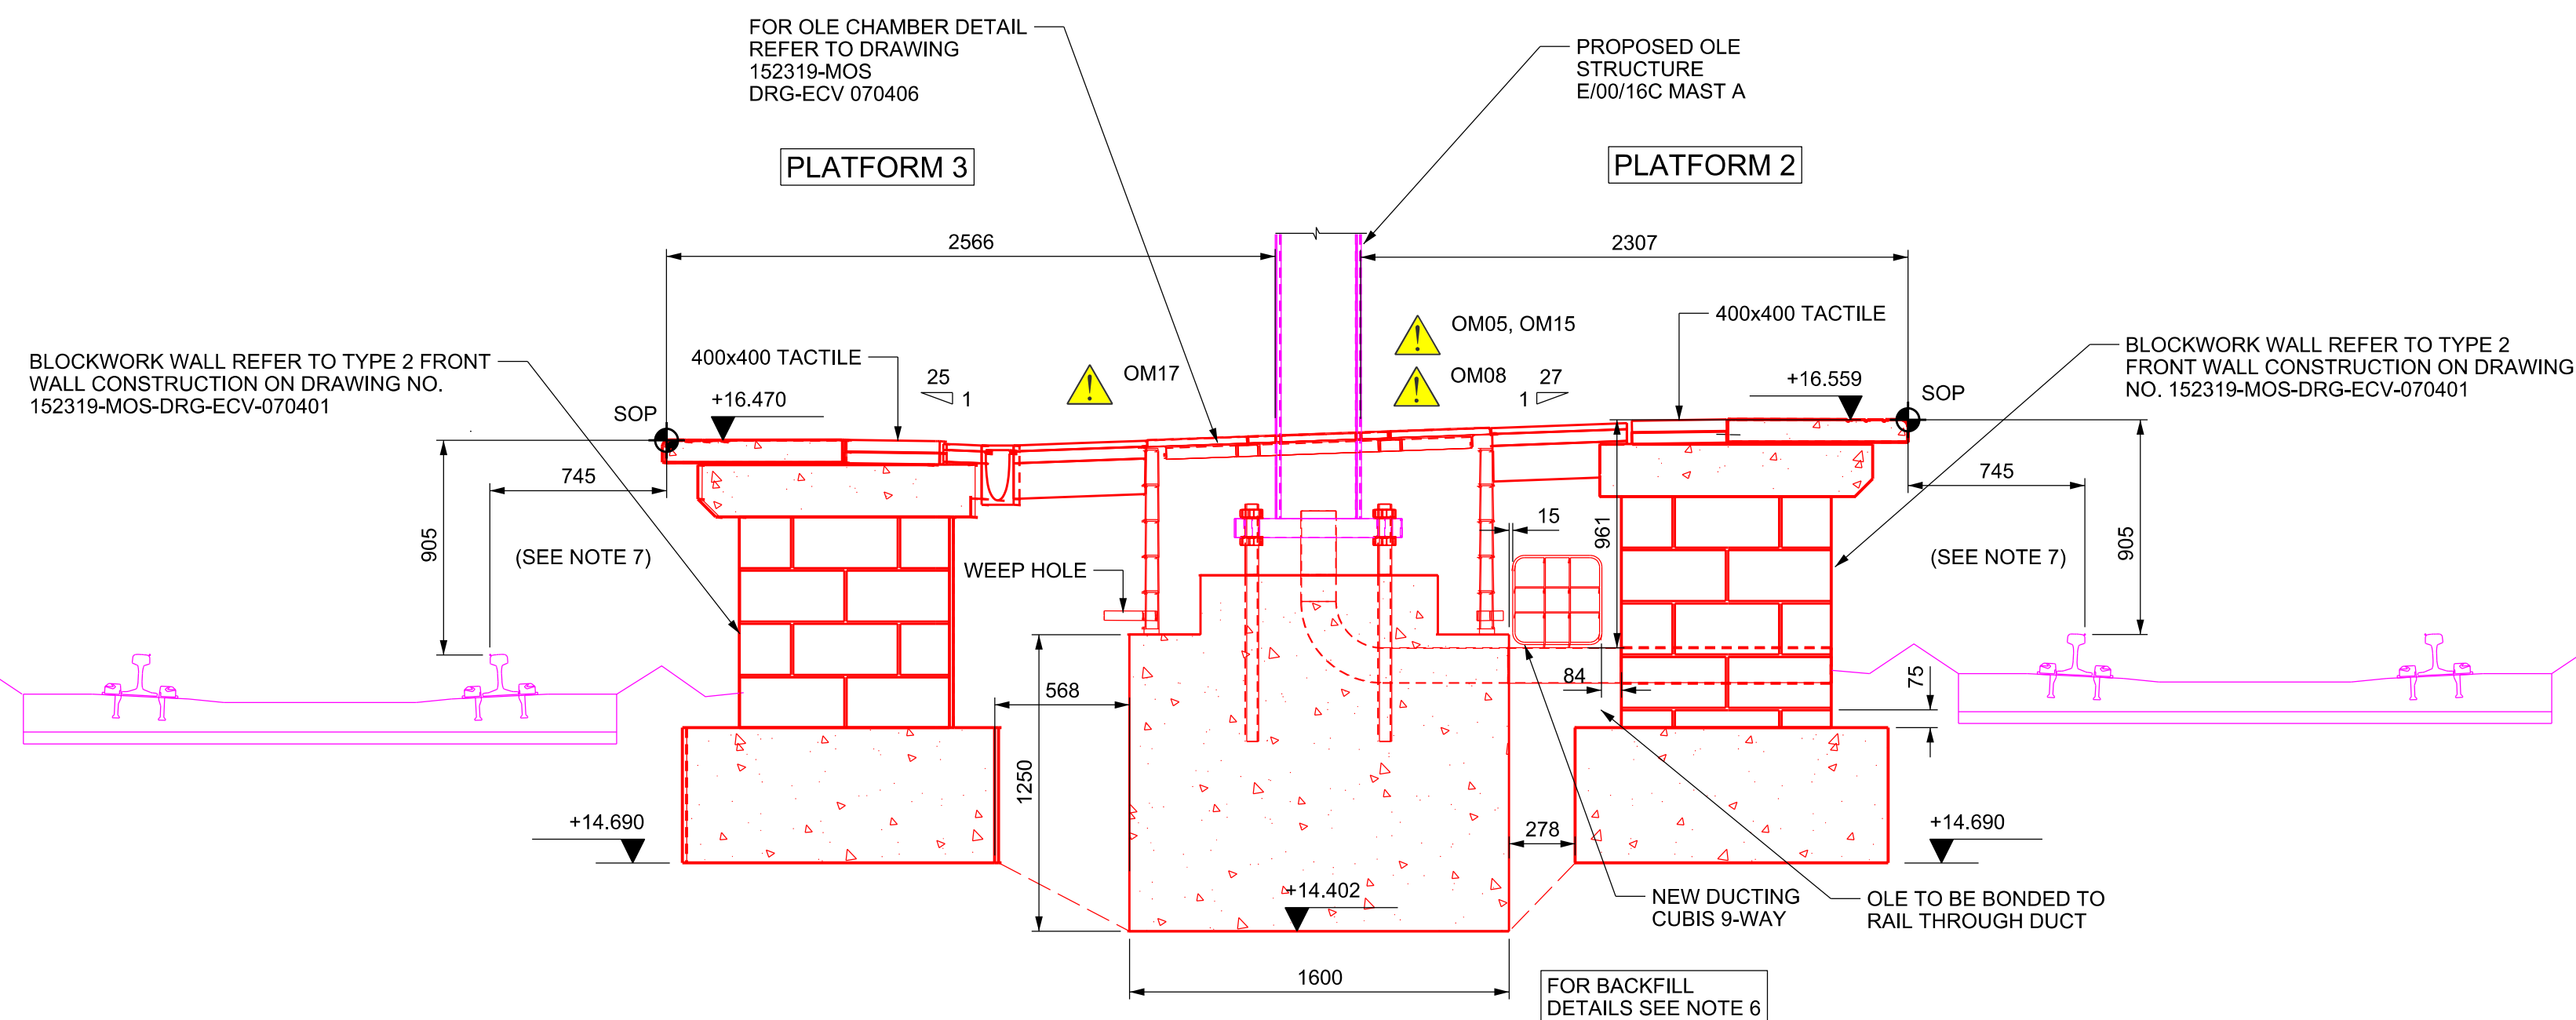 FOR OLE CHAMBER DETAIL
REFER TO DRAWING
152319-MOS
DRG-ECV 070406
PROPOSED OLE
STRUCTURE
E/00/16C MAST A
PLATFORM 3
PLATFORM 2
2566
2307
400x400 TACTILE
OM05, OM15
BLOCKWORK WALL REFER TO TYPE 2 FRONT
WALL CONSTRUCTION ON DRAWING NO.
152319-MOS-DRG-ECV-070401
400x400 TACTILE
25
1
OM17
OM08
27
1
+16.559
BLOCKWORK WALL REFER TO TYPE 2
FRONT WALL CONSTRUCTION ON DRAWING
NO. 152319-MOS-DRG-ECV-070401
SOP
+16.470
SOP
745
745
905
(SEE NOTE 7)
WEEP HOLE
15
961
(SEE NOTE 7)
905
568
84
75
1250
+14.690
278
+14.690
+14.402
NEW DUCTING
CUBIS 9-WAY
OLE TO BE BONDED TO
RAIL THROUGH DUCT
1600
FOR BACKFILL
DETAILS SEE NOTE 6